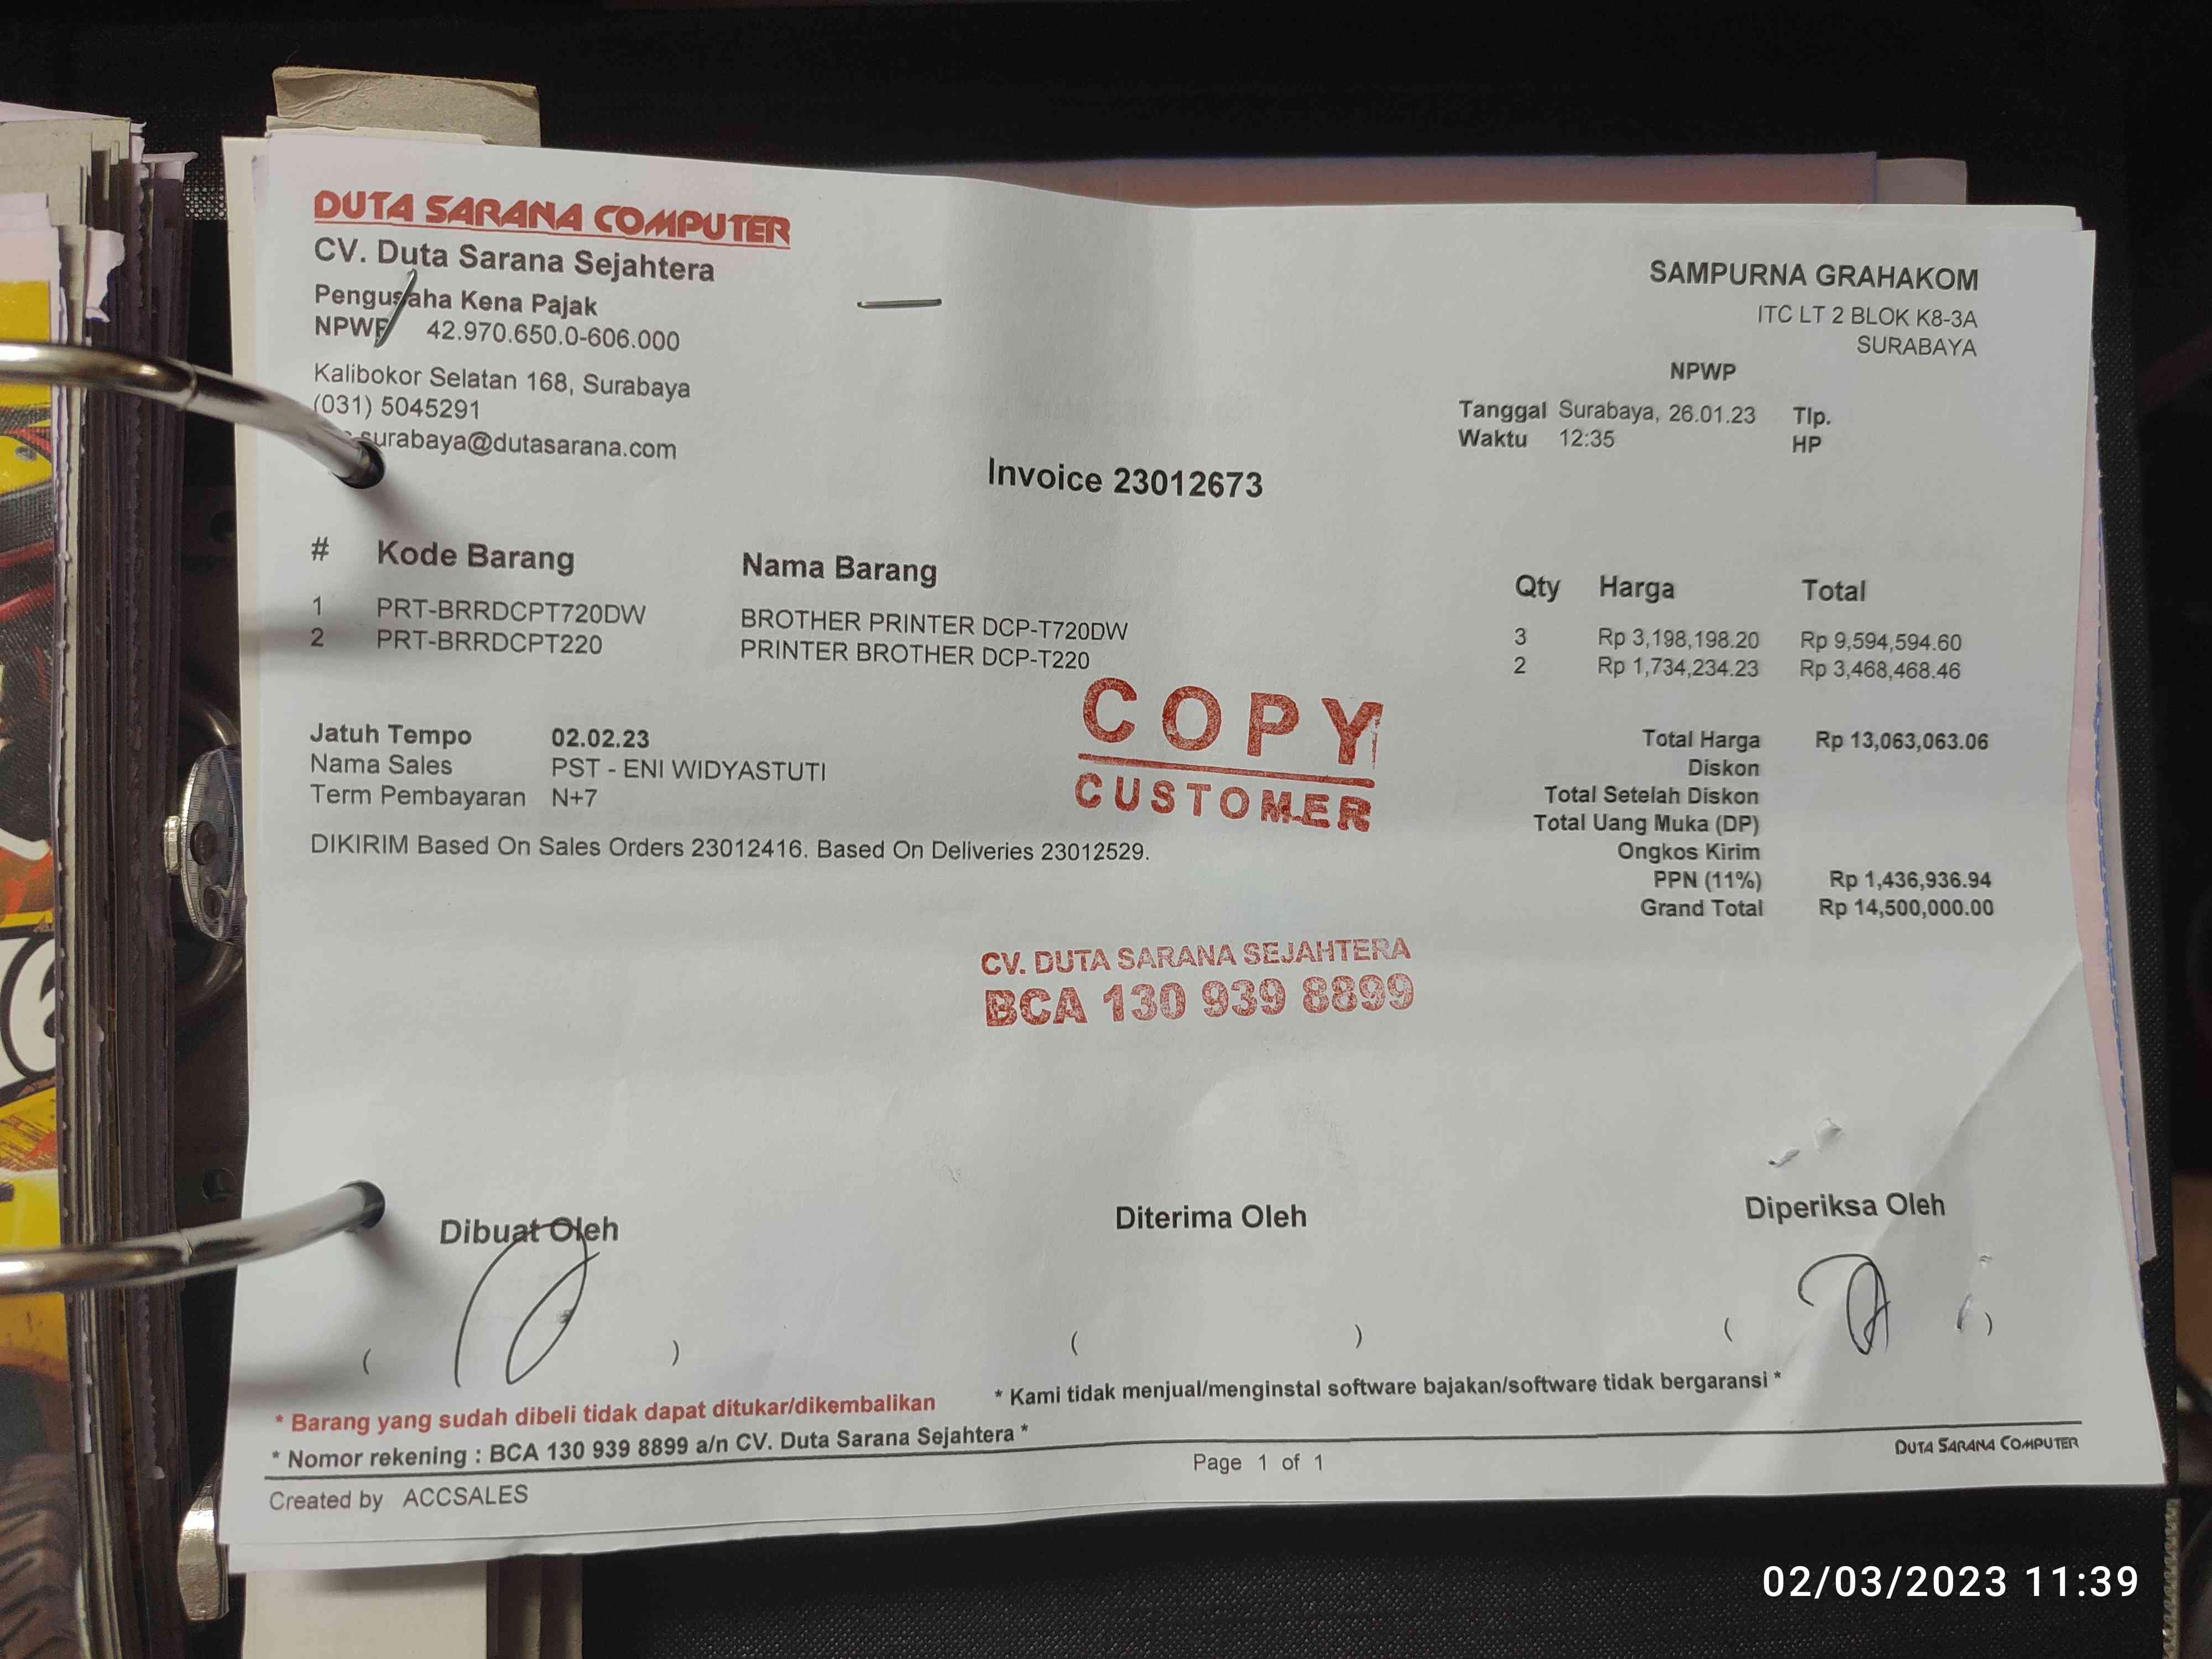 DUTA SARANA COMPUTER
CV. Duta Sarana Sejahtera
Pengusaha Kena Pajak
NPWP 42.970.650.0-606.000
Kalibokor Selatan 168, Surabaya
(031) 5045291
surabaya@dutasarana.com
SAMPURNA GRAHAKOM
ITC LT 2 BLOK K8-3A
SURABAYA
NPWP
Tanggal Surabaya, 26.01.23 Tlp.
Waktu 12:35 HP
Invoice 23012673
# Kode Barang Nama Barang Qty Harga Total
1 PRT-BRRDCPT720DW BROTHER PRINTER DCP-T720DW 3 Rp 3,198,198.20 Rp 9,594,594.60
2 PRT-BRRDCPT220 PRINTER BROTHER DCP-T220 2 Rp 1,734,234.23 Rp 3,468,468.46
Jatuh Tempo 02.02.23
Nama Sales PST - ENI WIDYASTUTI
Term Pembayaran N+7
DIKIRIM Based On Sales Orders 23012416. Based On Deliveries 23012529.
COPY
CUSTOMER
Total Harga Rp 13,063,063.06
Diskon
Total Setelah Diskon
Total Uang Muka (DP)
Ongkos Kirim
PPN (11%) Rp 1,436,936.94
Grand Total Rp 14,500,000.00
CV. DUTA SARANA SEJAHTERA
BCA 130 939 8899
Dibuat Oleh Diterima Oleh Diperiksa Oleh
( ) ( ) ( )
* Barang yang sudah dibeli tidak dapat ditukar/dikembalikan * Kami tidak menjual/menginstal software bajakan/software tidak bergaransi *
* Nomor rekening : BCA 130 939 8899 a/n CV. Duta Sarana Sejahtera *
DUTA SARANA COMPUTER
Page 1 of 1
Created by ACCSALES
02/03/2023 11:39